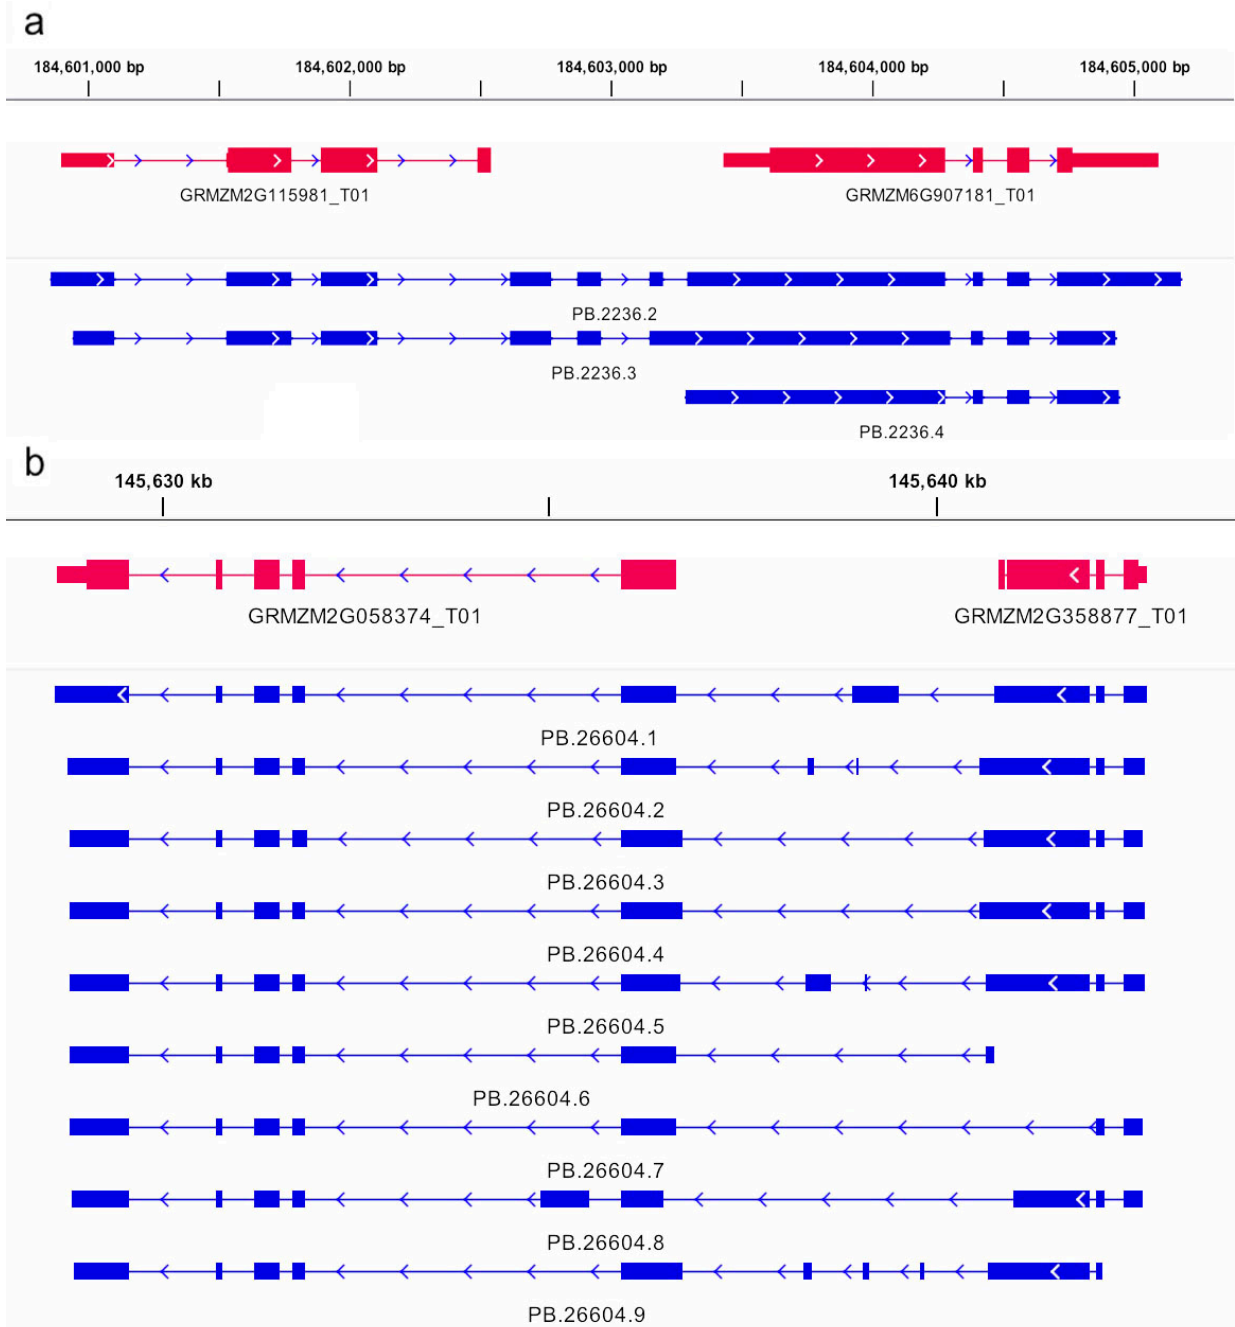 a
184,601,000 bp 184,602,000 bp 184,603,000 bp 184,604,000 bp 184,605,000 bp
GRMZM2G115981_T01 GRMZM6G907181_T01
PB.2236.2
PB.2236.3
PB.2236.4
b
145,630 kb 145,640 kb
GRMZM2G058374_T01 GRMZM2G358877_T01
PB.26604.1
PB.26604.2
PB.26604.3
PB.26604.4
PB.26604.5
PB.26604.6
PB.26604.7
PB.26604.8
PB.26604.9